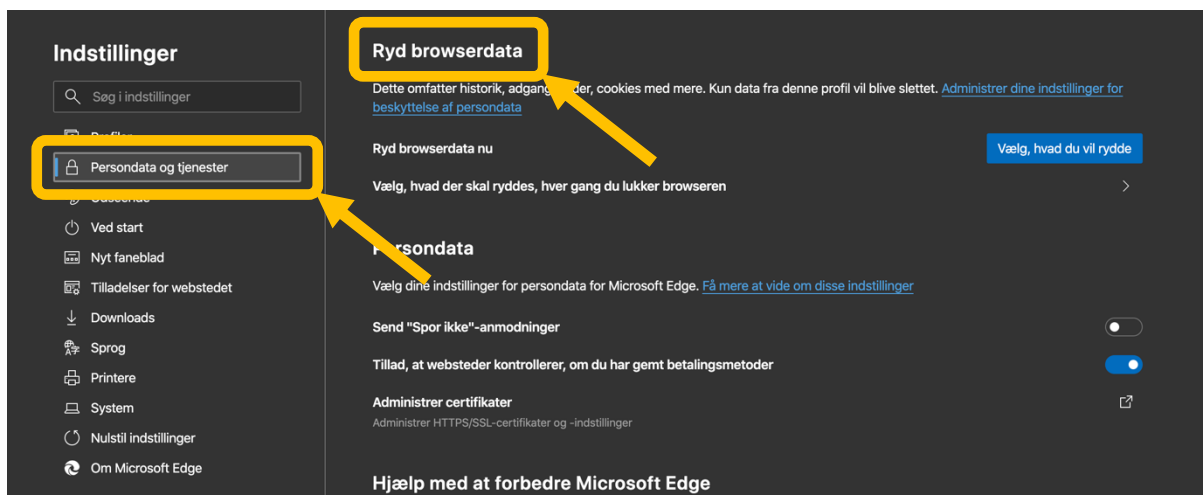 Indstillinger
Søg i indstillinger
Profiler
Persondata og tjenester
Udseende
Ved start
Nyt faneblad
Tilladelser for webstedet
Downloads
Sprog
Printere
System
Nulstil indstillinger
Om Microsoft Edge
Ryd browserdata
Dette omfatter historik, cookies med mere. Kun data fra denne profil vil blive slettet. Administrer dine indstillinger for
beskyttelse af persondata
Ryd browserdata nu
Vælg, hvad du vil rydde
Vælg, hvad der skal ryddes, hver gang du lukker browseren
Persondata
Vælg dine indstillinger for persondata for Microsoft Edge. Få mere at vide om disse indstillinger
Send "Spor ikke"-anmodninger
Tillad, at websteder kontrollerer, om du har gemt betalingsmetoder
Administrer certifikater
Administrer HTTPS/SSL-certifikater og -indstillinger
Hjælp med at forbedre Microsoft Edge